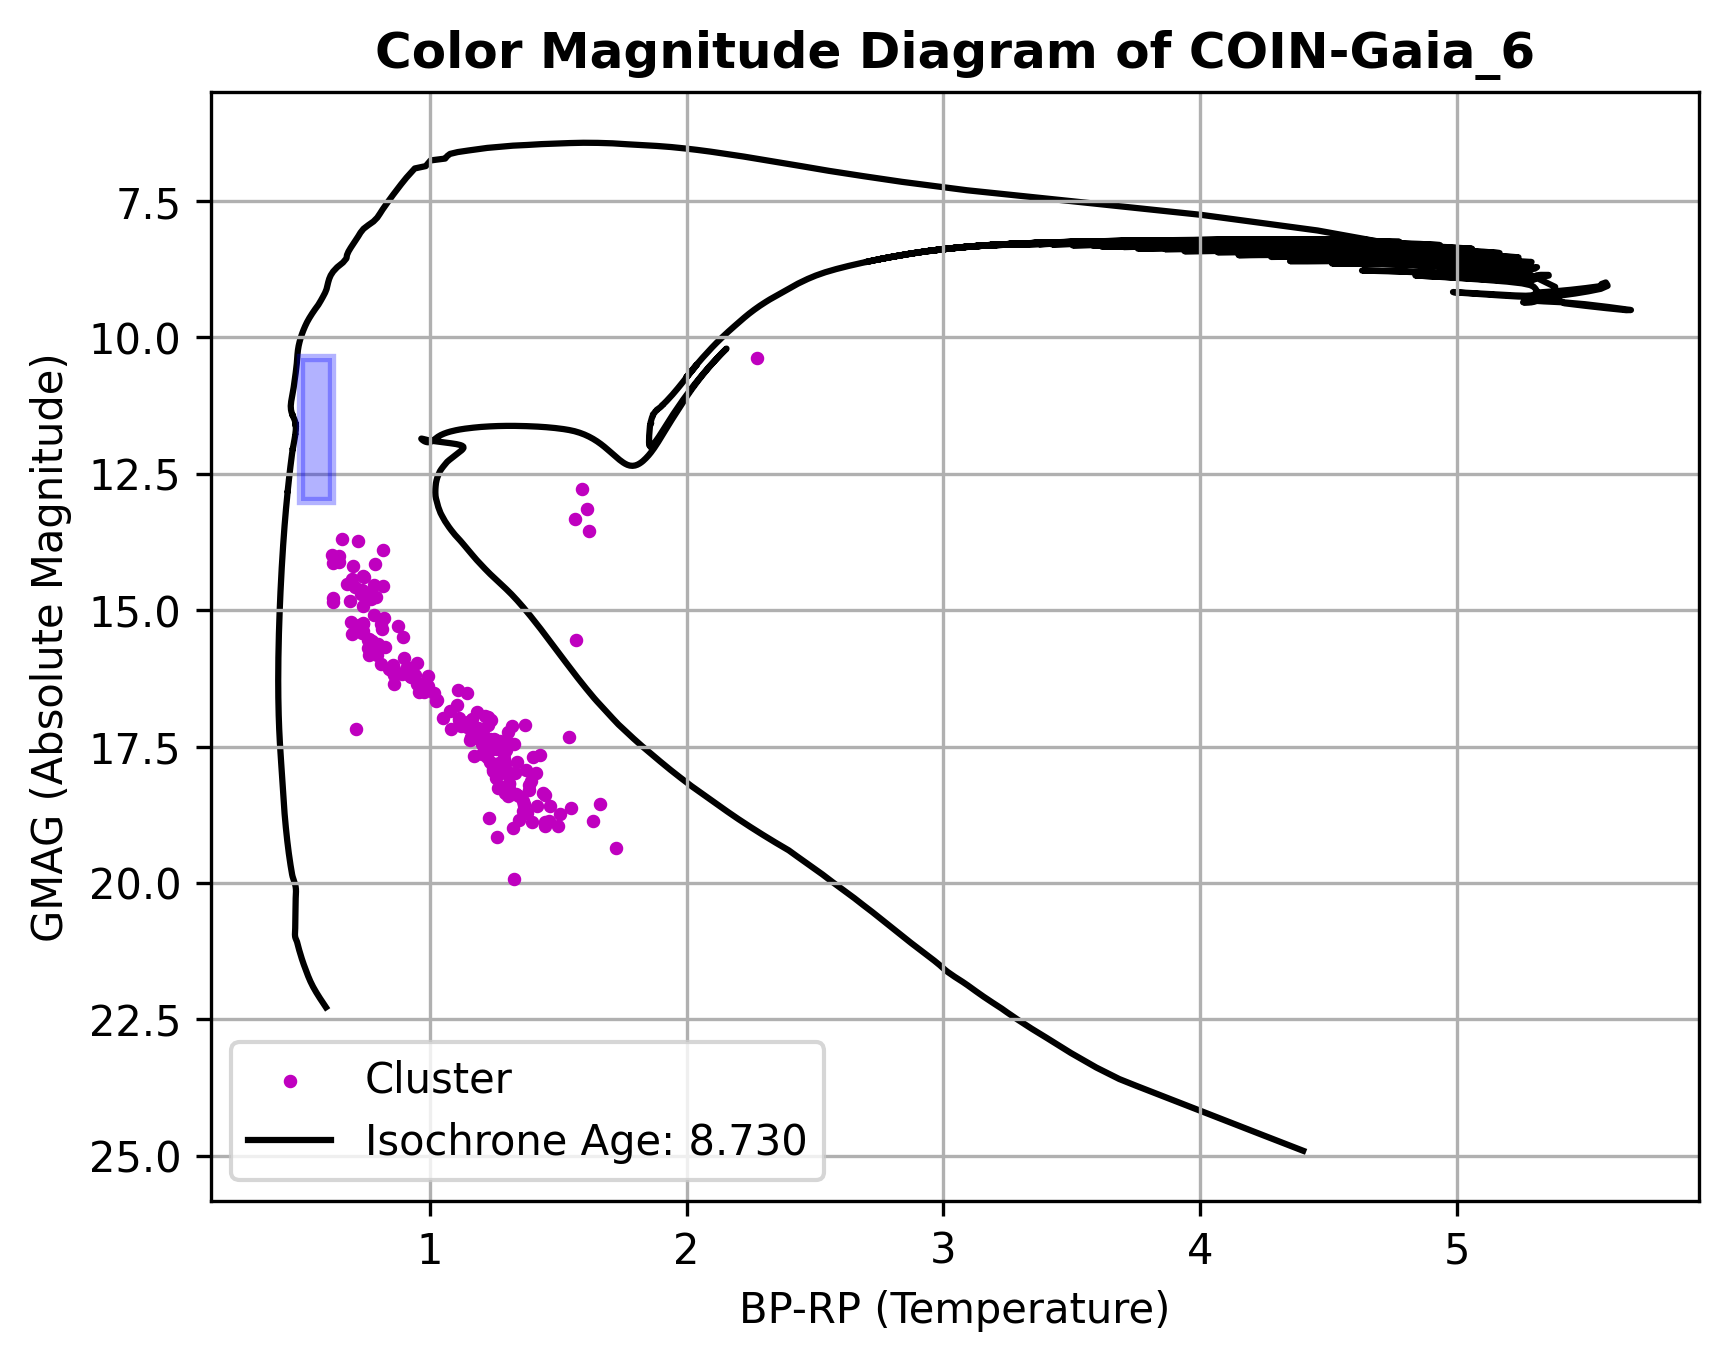 Color Magnitude Diagram of COIN-Gaia_6
GMAG (Absolute Magnitude)
7.5
10.0
12.5
15.0
17.5
20.0
22.5
25.0
Cluster
Isochrone Age: 8.730
1
2
3
4
5
BP-RP (Temperature)